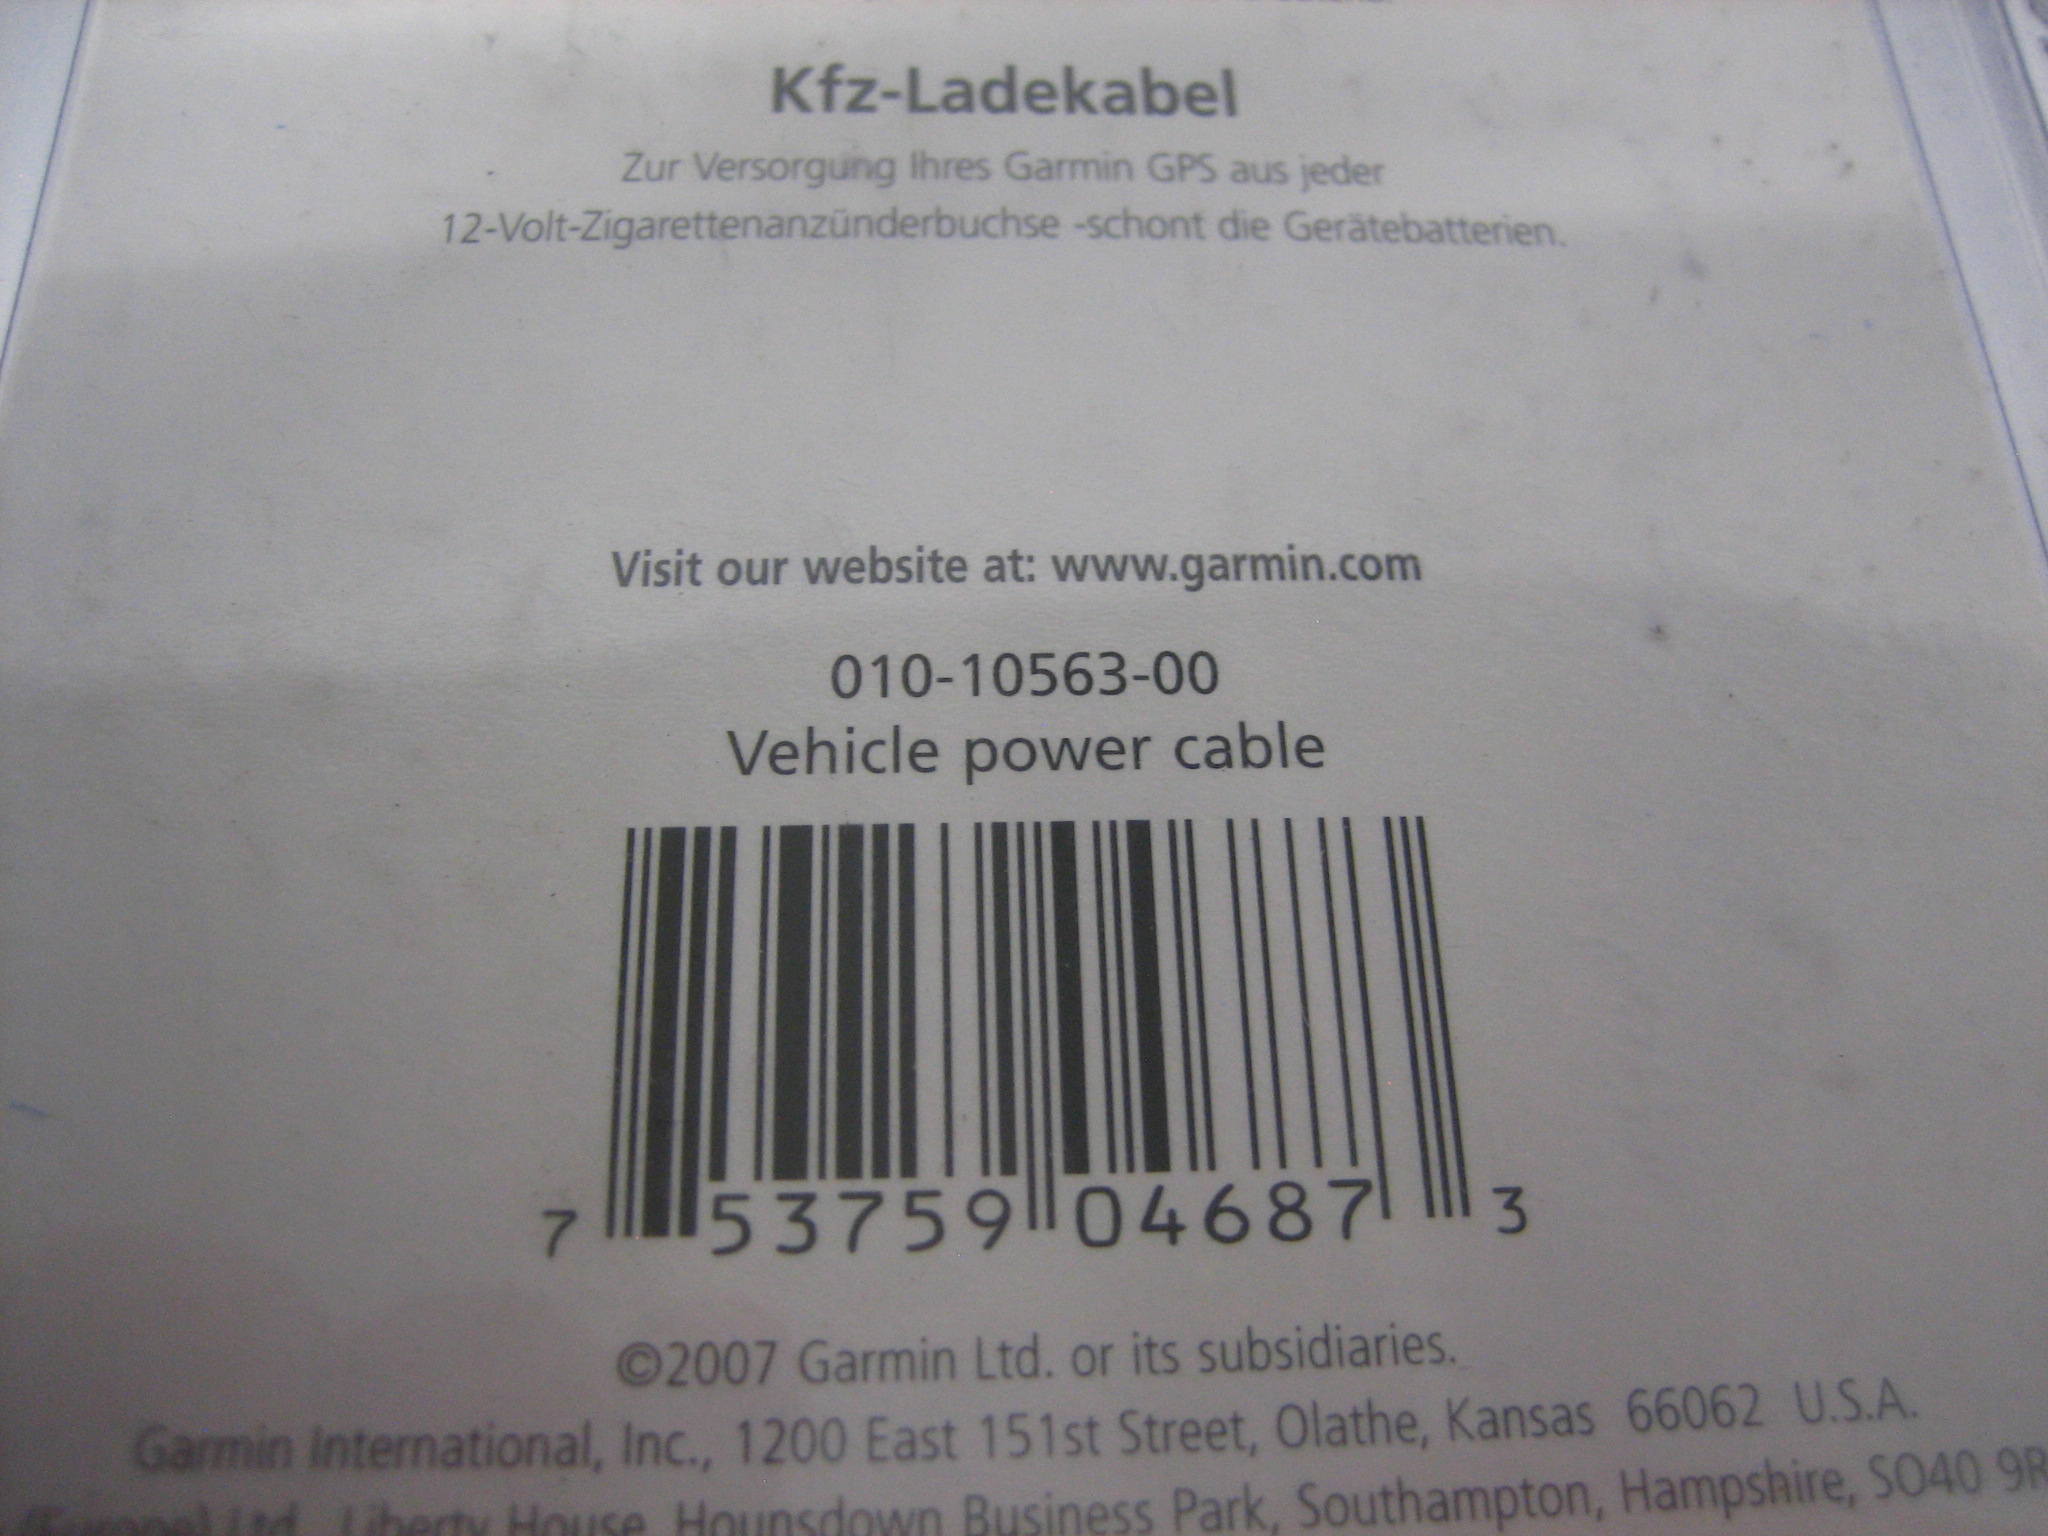 Kfz-Ladekabel
Zur Versorgung Ihres Garmin GPS aus jeder
12-Volt-Zigarettenanzünderbuchse -schont die Gerätebatterien.
Visit our website at: www.garmin.com
010-10563-00
Vehicle power cable
7 53759 04687 3
©2007 Garmin Ltd. or its subsidiaries.
Garmin International, Inc., 1200 East 151st Street, Olathe, Kansas 66062 U.S.A.
(Europe) Ltd. Liberty House, Hounsdown Business Park, Southampton, Hampshire, SO40 9R